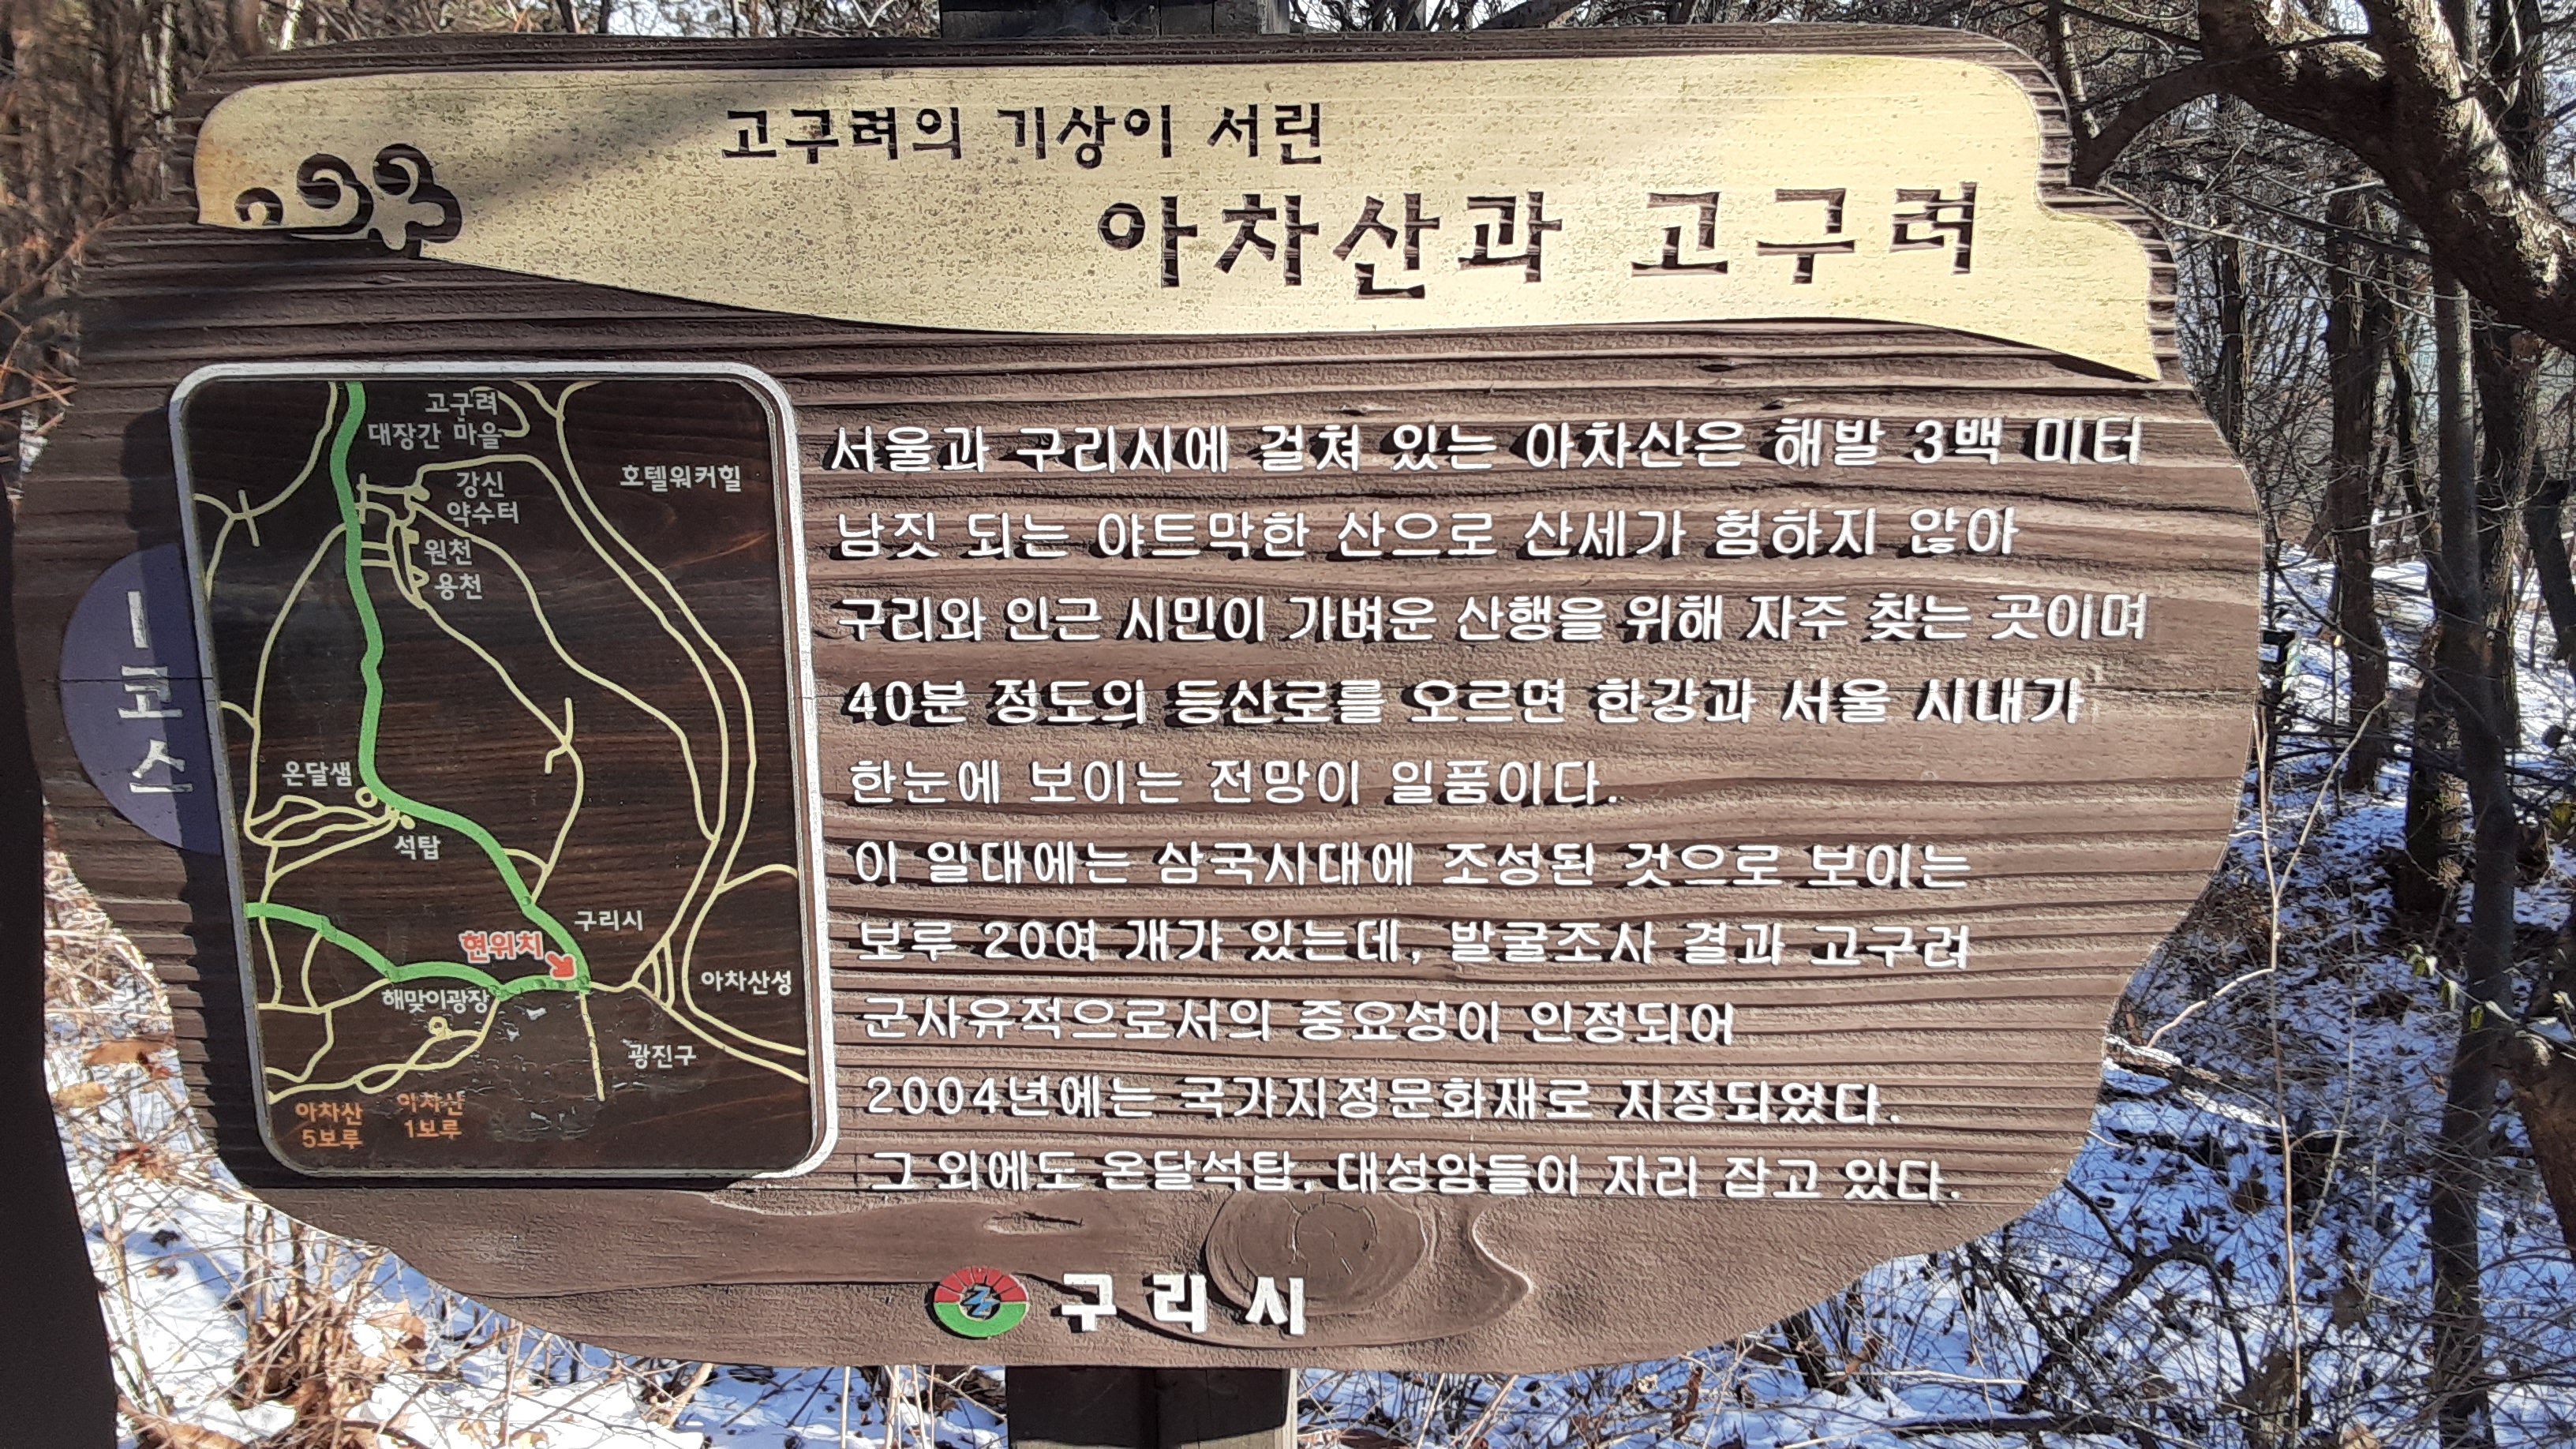 고구려의 기상이 서린
아차산과 고구려
1코스
고구려
대장간 마을
호텔워커힐
강신
약수터
원천
용천
온달샘
석탑
구리시
현위치
아차산성
해맞이광장
광진구
아차산
5보루
아차산
1보루
서울과 구리시에 걸쳐 있는 아차산은 해발 3백 미터
남짓 되는 야트막한 산으로 산세가 험하지 않아
구리와 인근 시민이 가벼운 산행을 위해 자주 찾는 곳이며
40분 정도의 등산로를 오르면 한강과 서울 시내가
한눈에 보이는 전망이 일품이다.
이 일대에는 삼국시대에 조성된 것으로 보이는
보루 20여 개가 있는데, 발굴조사 결과 고구려
군사유적으로서의 중요성이 인정되어
2004년에는 국가지정문화재로 지정되었다.
그 외에도 온달석탑, 대성암들이 자리 잡고 있다.
구리시